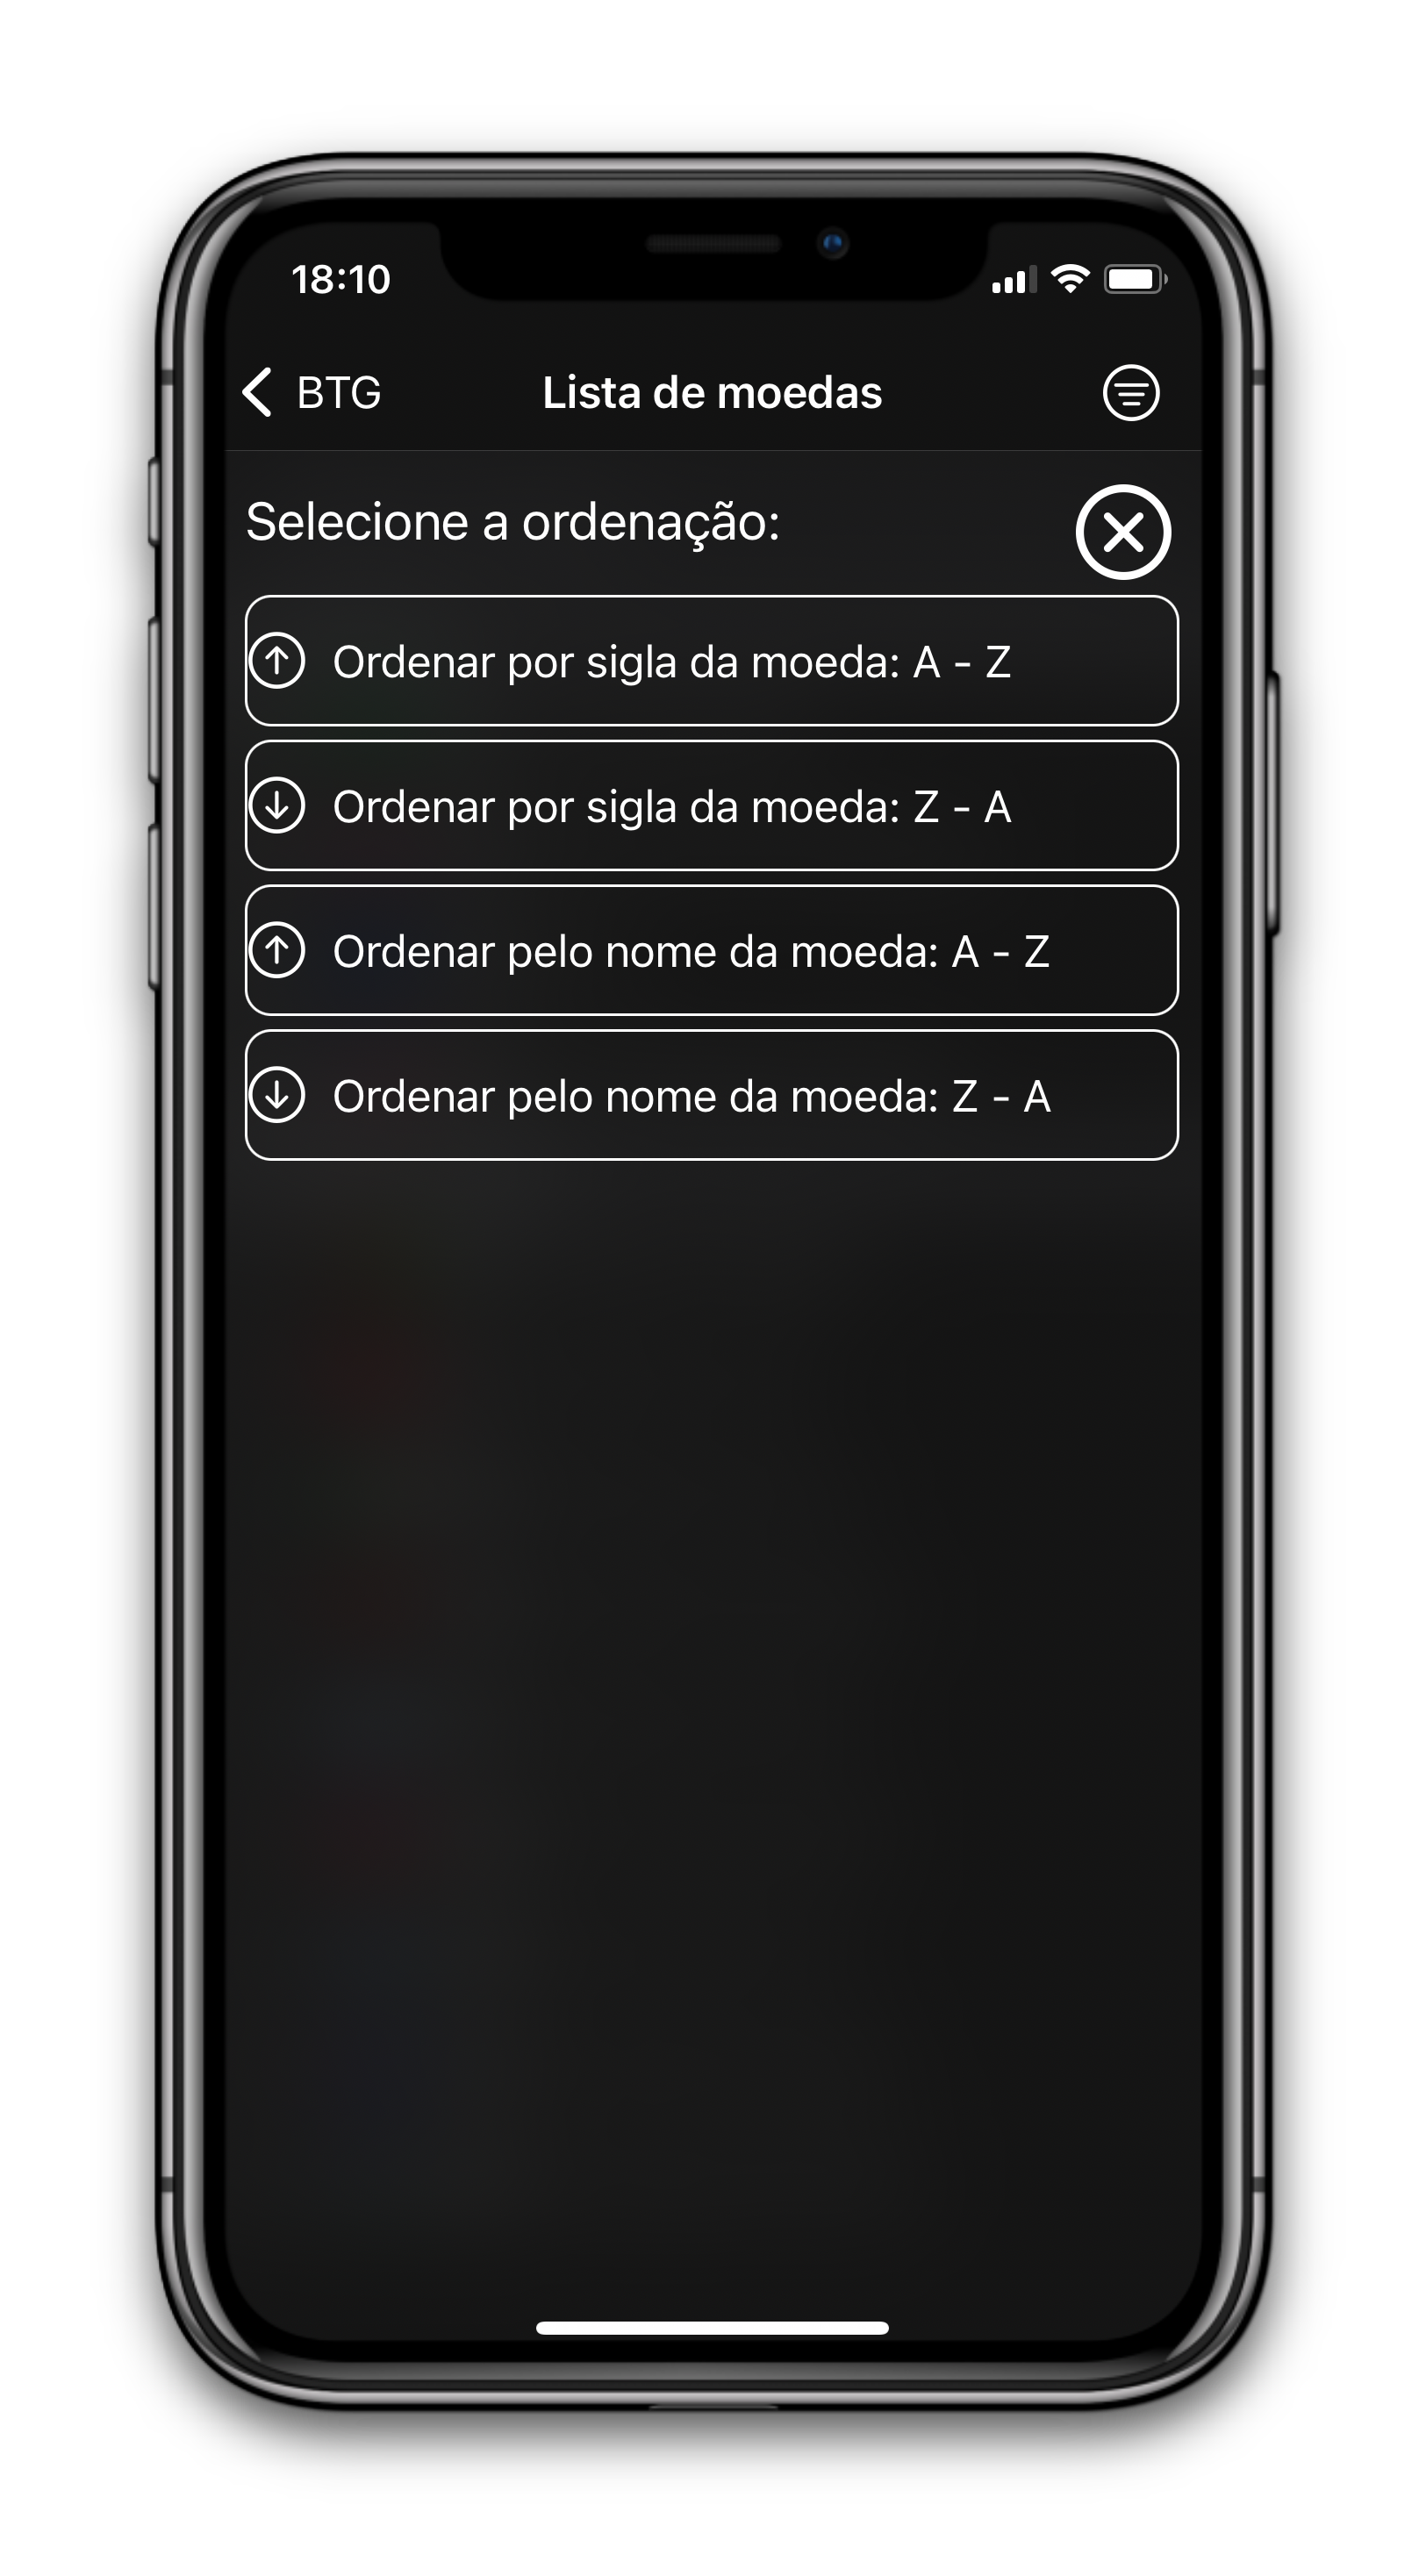 18:10
BTG
Lista de moedas
Selecione a ordenação:
Ordenar por sigla da moeda: A - Z
Ordenar por sigla da moeda: Z - A
Ordenar pelo nome da moeda: A - Z
Ordenar pelo nome da moeda: Z - A